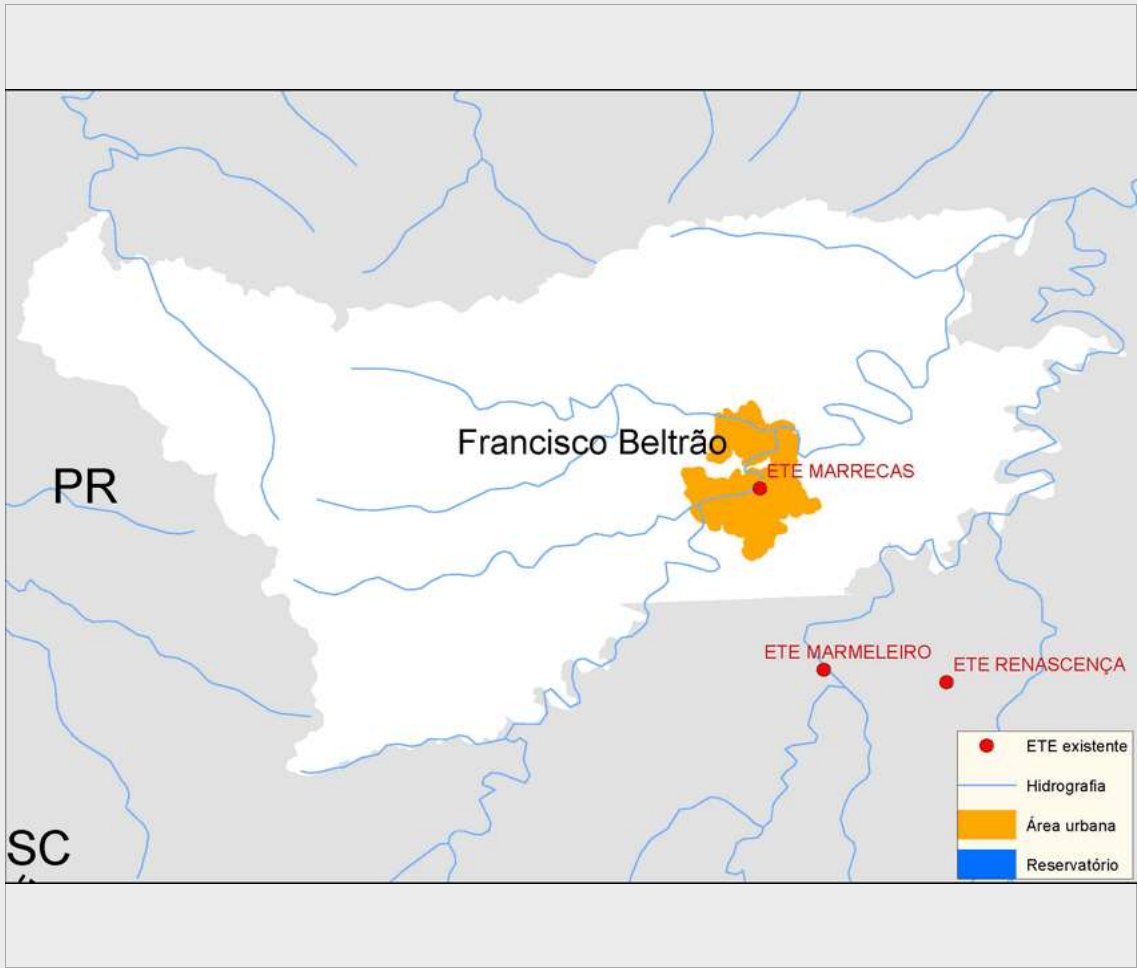 Francisco Beltrão
ETE MARRECAS
PR
ETE MARMELEIRO
ETE RENASCENÇA
ETE existente
Hidrografia
Área urbana
Reservatório
SC